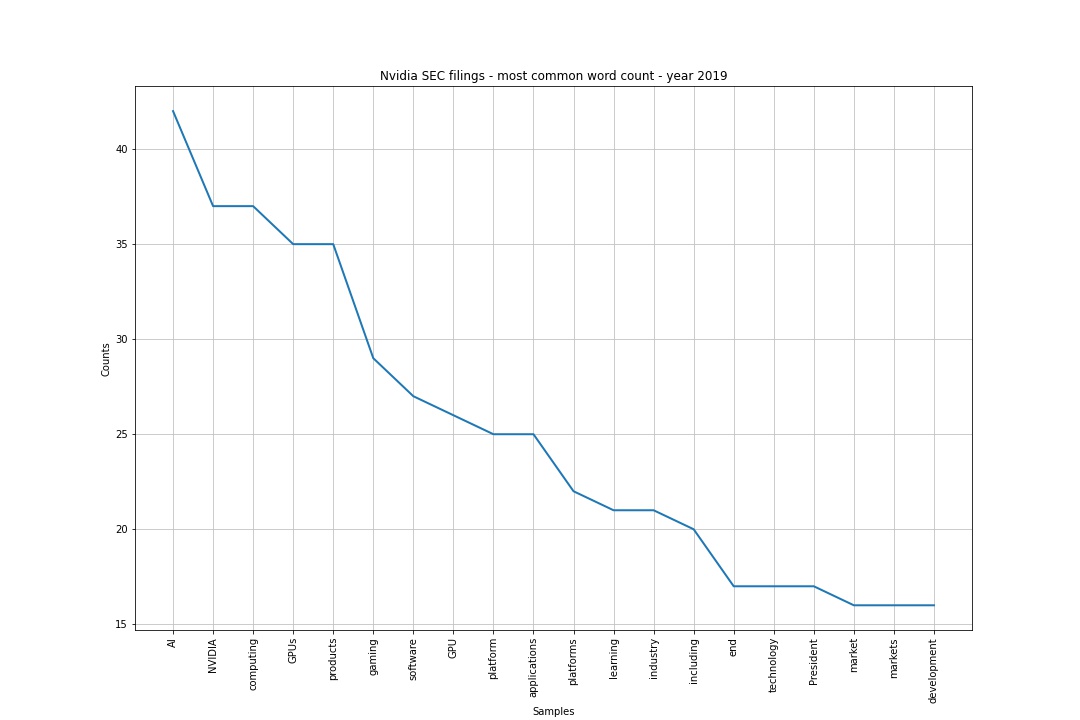 Nvidia SEC filings - most common word count - year 2019
40
35
30
25
20
15
Counts
AI
NVIDIA
computing
GPUs
products
gaming
software
GPU
platform
applications
platforms
learning
industry
including
end
technology
President
market
markets
development
Samples